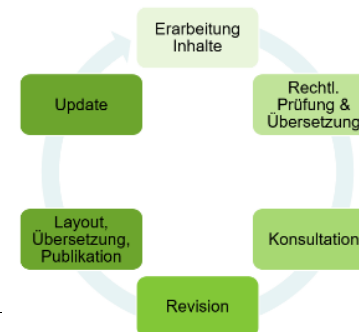 Erarbeitung
Inhalte
Rechtl.
Prüfung &
Übersetzung
Konsultation
Revision
Layout,
Übersetzung,
Publikation
Update